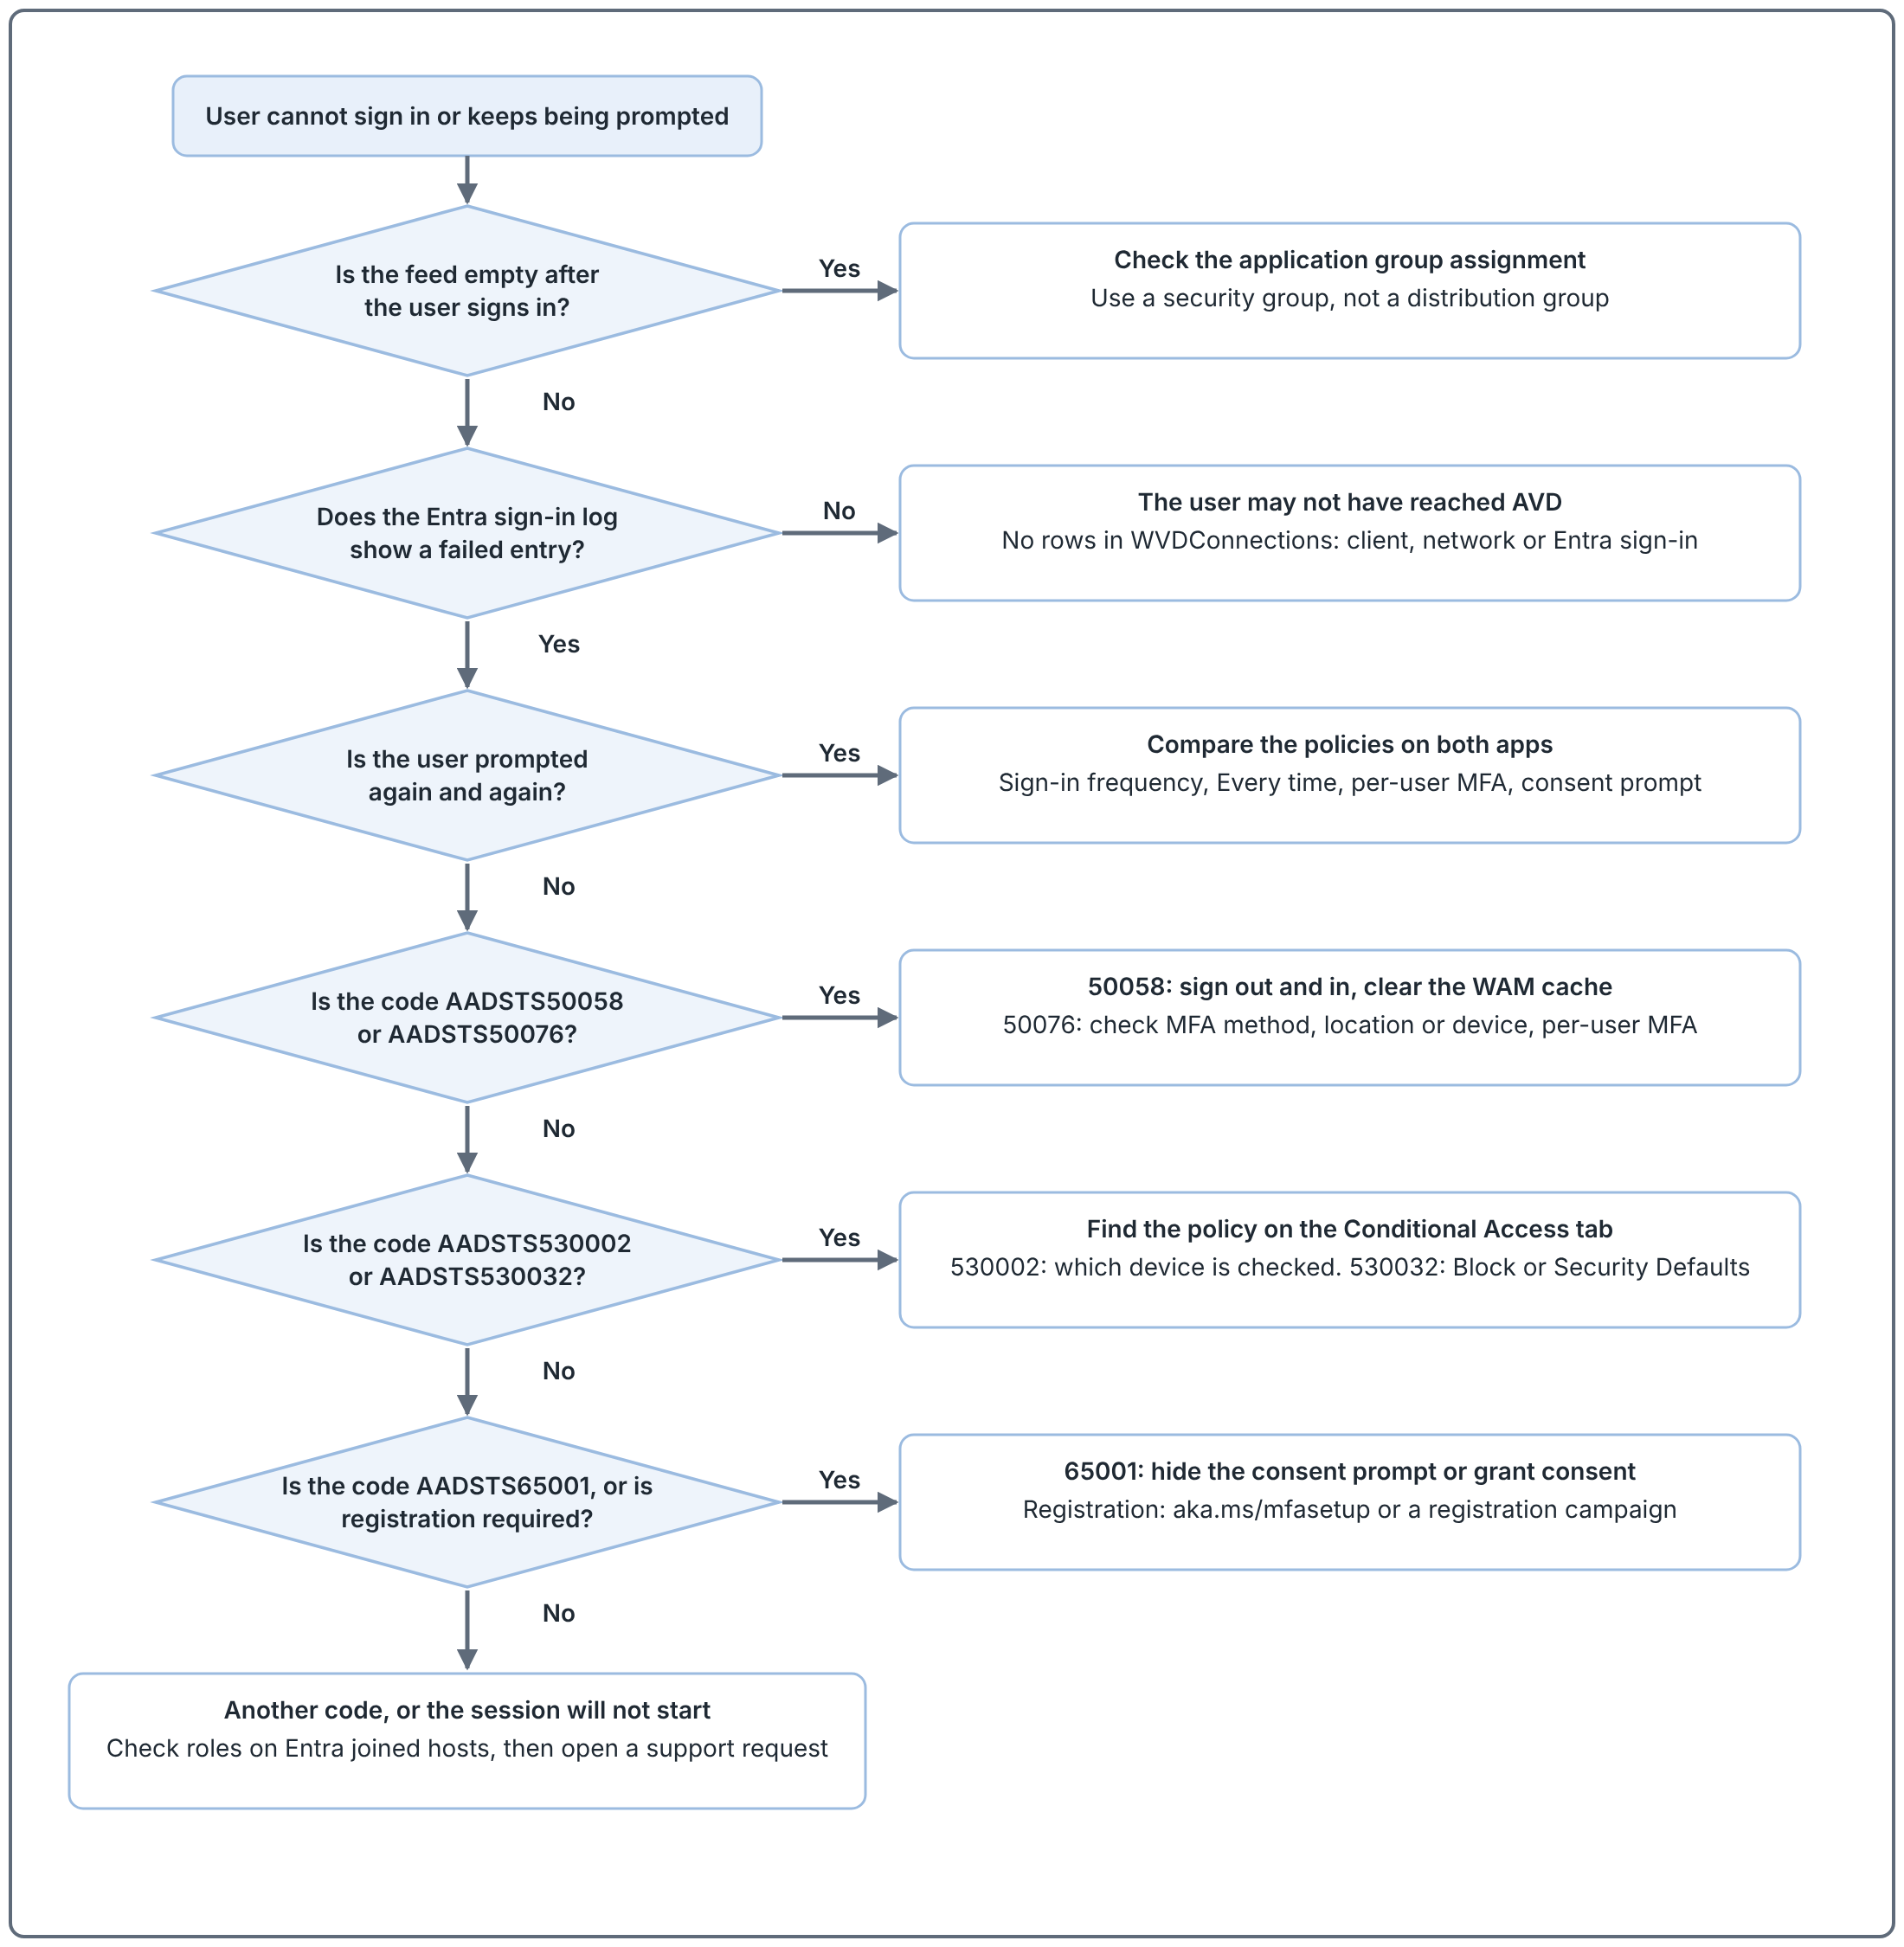 User cannot sign in or keeps being prompted
Is the feed empty after
the user signs in?
Yes
Check the application group assignment
Use a security group, not a distribution group
No
Does the Entra sign-in log
show a failed entry?
No
The user may not have reached AVD
No rows in WVDConnections: client, network or Entra sign-in
Yes
Is the user prompted
again and again?
Yes
Compare the policies on both apps
Sign-in frequency, Every time, per-user MFA, consent prompt
No
Is the code AADSTS50058
or AADSTS50076?
Yes
50058: sign out and in, clear the WAM cache
50076: check MFA method, location or device, per-user MFA
No
Is the code AADSTS530002
or AADSTS530032?
Yes
Find the policy on the Conditional Access tab
530002: which device is checked. 530032: Block or Security Defaults
No
Is the code AADSTS65001, or is
registration required?
Yes
65001: hide the consent prompt or grant consent
Registration: aka.ms/mfasetup or a registration campaign
No
Another code, or the session will not start
Check roles on Entra joined hosts, then open a support request